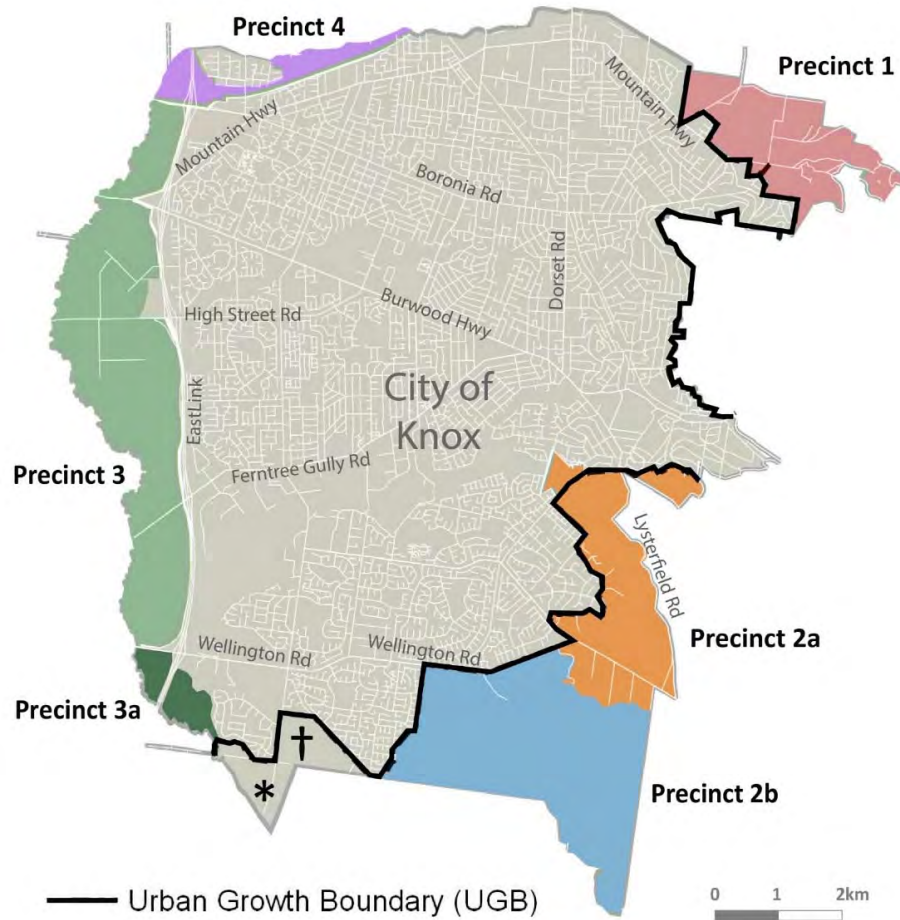 Precinct 4
Precinct 1
Mountain Hwy
Mountain Hwy
Boronia Rd
Dorset Rd
Burwood Hwy
High Street Rd
City of
Knox
EastLink
Ferntree Gully Rd
Precinct 3
Lysterfield Rd
Wellington Rd
Wellington Rd
Precinct 2a
Precinct 3a
†
*
Precinct 2b
Urban Growth Boundary (UGB)
0 1 2km